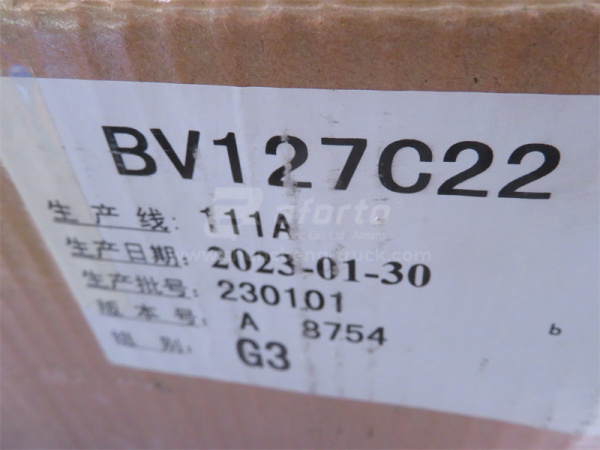 BV127C22
生产线: 111A
生产日期: 2023-01-30
生产批号: 230101
版本号: A 8754
b
组别: G3
aforto